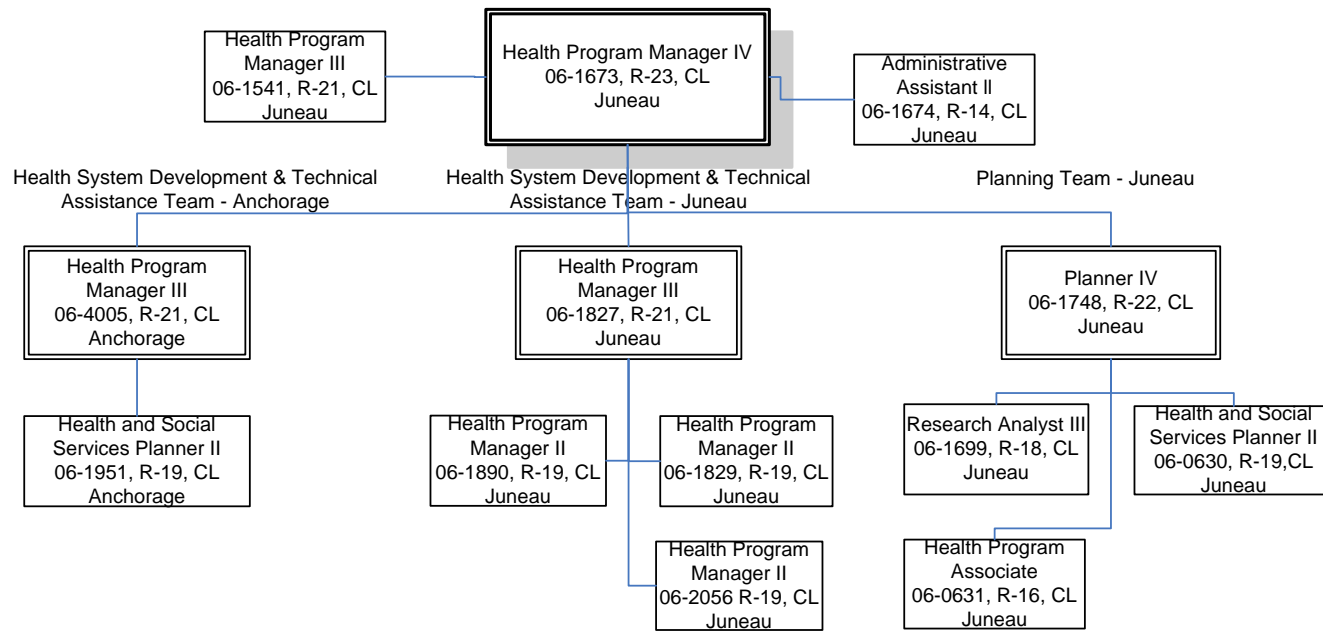 Health Program
Manager III
06-1541, R-21, CL
Juneau
Health Program Manager IV
06-1673, R-23, CL
Juneau
Administrative
Assistant II
06-1674, R-14, CL
Juneau
Health System Development & Technical
Assistance Team - Anchorage
Health System Development & Technical
Assistance Team - Juneau
Planning Team - Juneau
Health Program
Manager III
06-4005, R-21, CL
Anchorage
Health Program
Manager III
06-1827, R-21, CL
Juneau
Planner IV
06-1748, R-22, CL
Juneau
Health and Social
Services Planner II
06-1951, R-19, CL
Anchorage
Health Program
Manager II
06-1890, R-19, CL
Juneau
Health Program
Manager II
06-1829, R-19, CL
Juneau
Research Analyst III
06-1699, R-18, CL
Juneau
Health and Social
Services Planner II
06-0630, R-19,CL
Juneau
Health Program
Manager II
06-2056 R-19, CL
Juneau
Health Program
Associate
06-0631, R-16, CL
Juneau